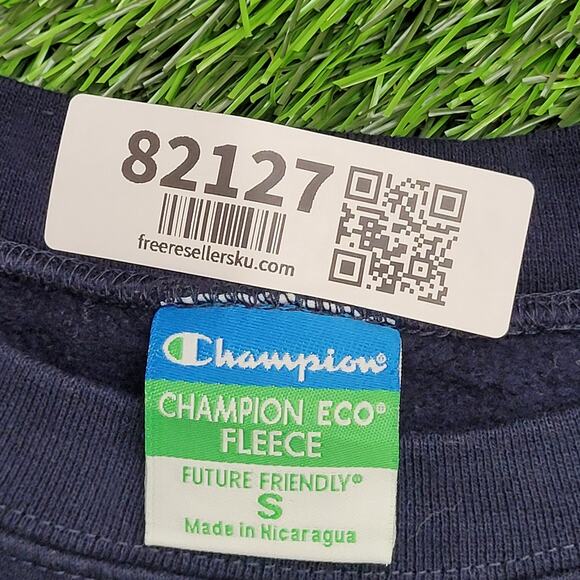 82127
freeresellersku.com
Champion®
CHAMPION ECO®
FLEECE
FUTURE FRIENDLY®
S
Made in Nicaragua